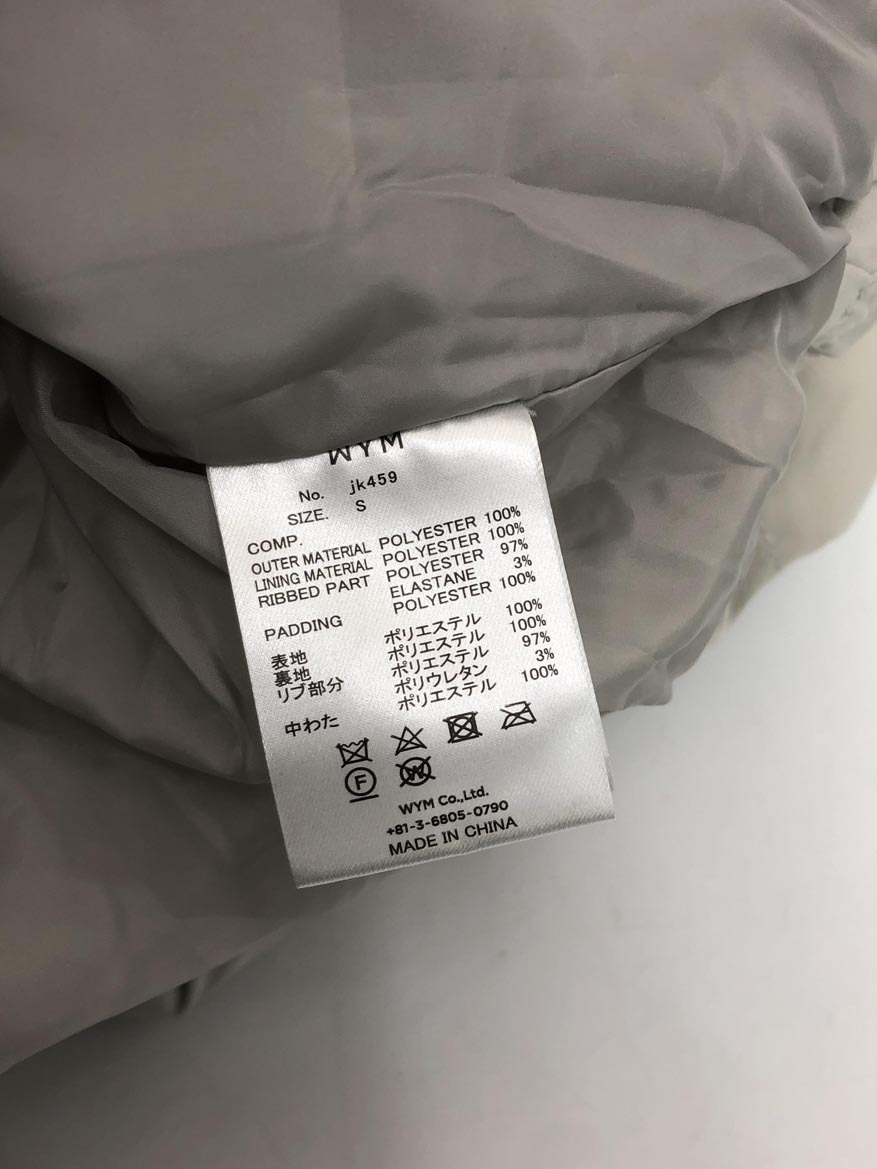 WYM
No. jk459
SIZE. S
COMP.
OUTER MATERIAL POLYESTER 100%
LINING MATERIAL POLYESTER 100%
RIBBED PART POLYESTER 97%
ELASTANE 3%
PADDING POLYESTER 100%
表地 ポリエステル 100%
裏地 ポリエステル 100%
リブ部分 ポリエステル 97%
ポリウレタン 3%
中わた ポリエステル 100%
F W
WYM Co.,Ltd.
+81-3-6805-0790
MADE IN CHINA